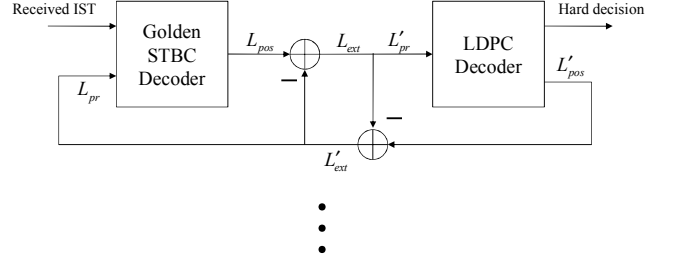 Received IST
Golden
STBC
Decoder
L_pos
L_ext
L'_pr
LDPC
Decoder
Hard decision
L'_pos
L_pr
L'_ext